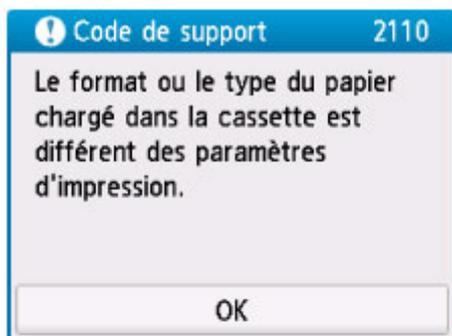 Code de support 2110
Le format ou le type du papier
chargé dans la cassette est
différent des paramètres
d'impression.
OK